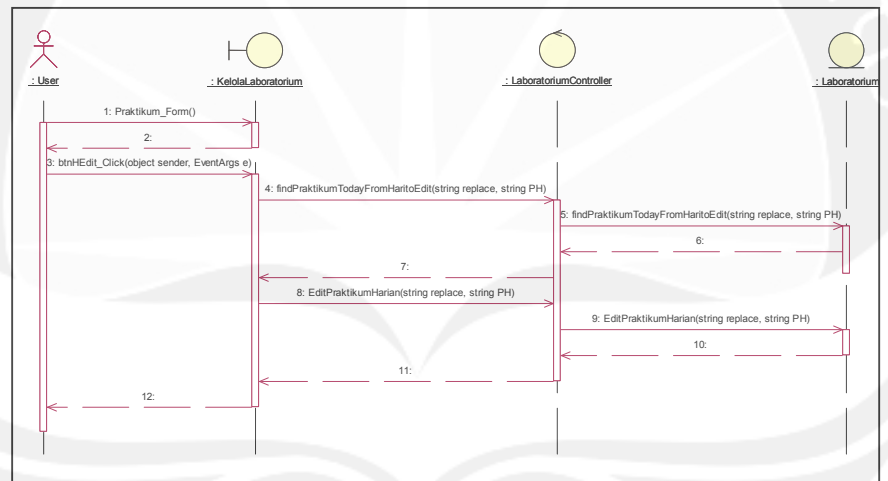 : User
: KelolaLaboratorium
: LaboratoriumController
: Laboratorium
1: Praktikum_Form()
2:
3: btnHEdit_Click(object sender, EventArgs e)
4: findPraktikumTodayFromHaritoEdit(string replace, string PH)
5: findPraktikumTodayFromHaritoEdit(string replace, string PH)
6:
7:
8: EditPraktikumHarian(string replace, string PH)
9: EditPraktikumHarian(string replace, string PH)
10:
11:
12: